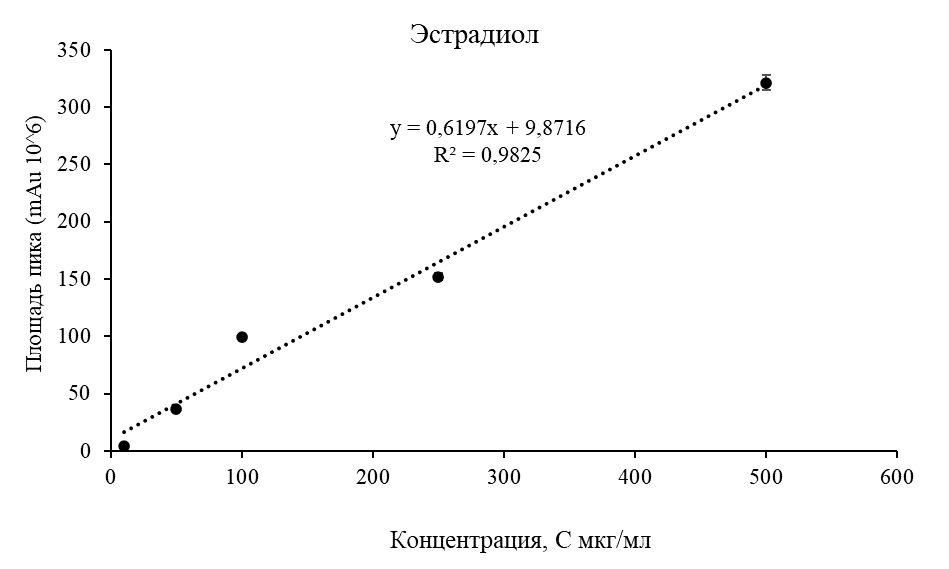 Эстрадиол
350
300
250
200
150
100
50
0
Площадь пика (mAu 10^6)
y = 0,6197x + 9,8716
R² = 0,9825
0 100 200 300 400 500 600
Концентрация, С мкг/мл